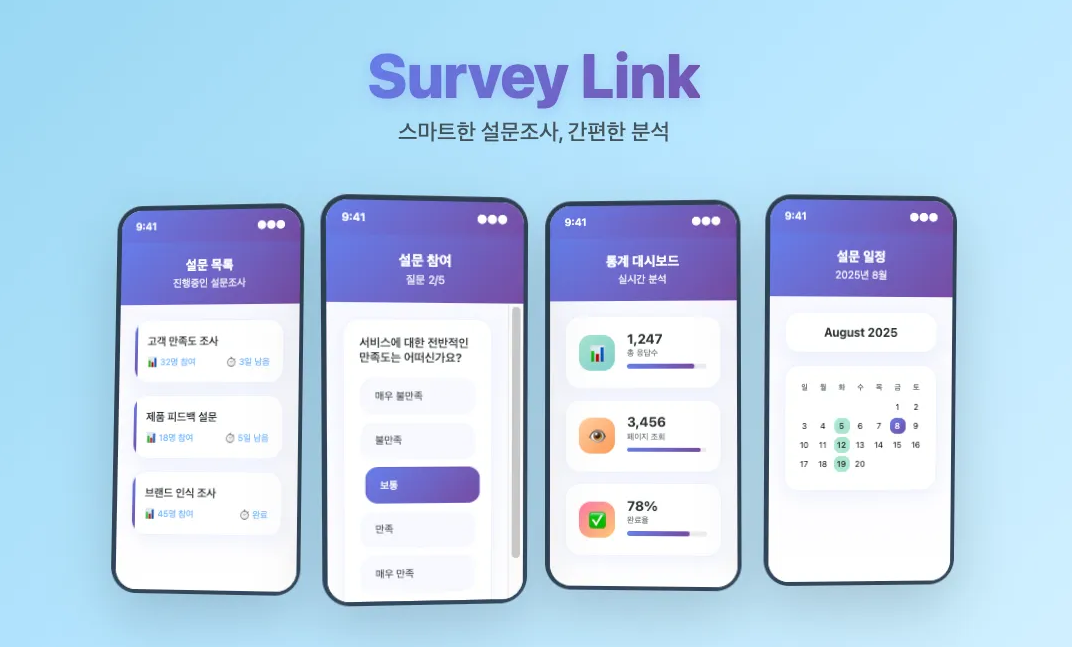 Survey Link
스마트한 설문조사, 간편한 분석
9:41
설문 목록
진행중인 설문조사
고객 만족도 조사
📊 32명 참여 ⏱ 3일 남음
제품 피드백 설문
📊 18명 참여 ⏱ 5일 남음
브랜드 인식 조사
📊 45명 참여 ⏱ 완료
9:41
설문 참여
질문 2/5
서비스에 대한 전반적인
만족도는 어떠신가요?
매우 불만족
불만족
보통
만족
매우 만족
9:41
통계 대시보드
실시간 분석
1,247
총 응답수
3,456
페이지 조회
78%
완료율
9:41
설문 일정
2025년 8월
August 2025
일 월 화 수 목 금 토
1 2
3 4 5 6 7 8 9
10 11 12 13 14 15 16
17 18 19 20